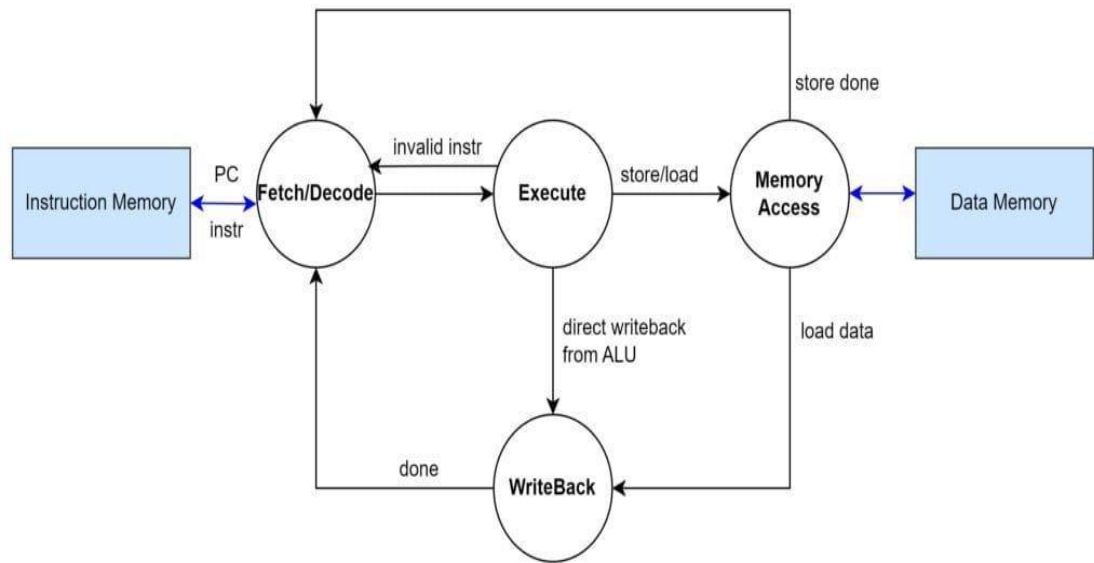 store done
invalid instr
PC
store/load
Instruction Memory
Fetch/Decode
Execute
Memory
Access
Data Memory
instr
direct writeback
from ALU
load data
done
WriteBack